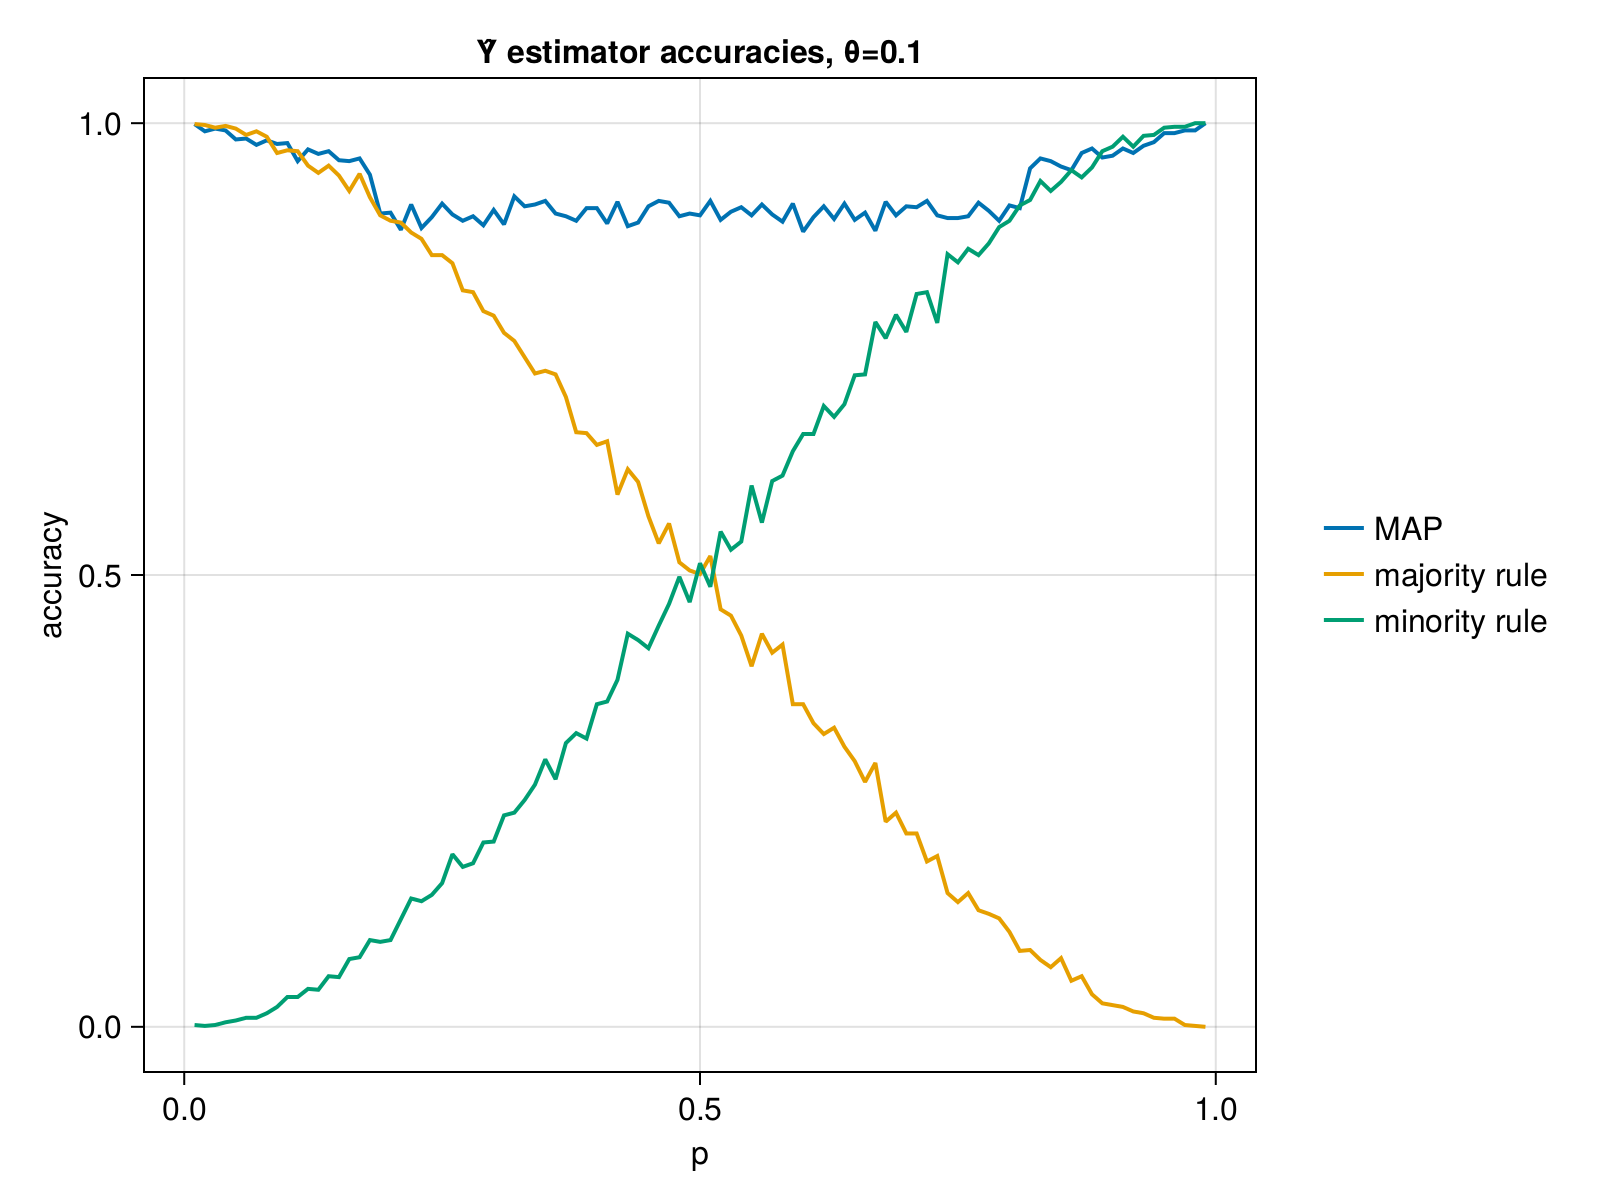 Ỹ estimator accuracies, θ=0.1
1.0
0.5
0.0
accuracy
0.0 0.5 1.0
p
MAP
majority rule
minority rule